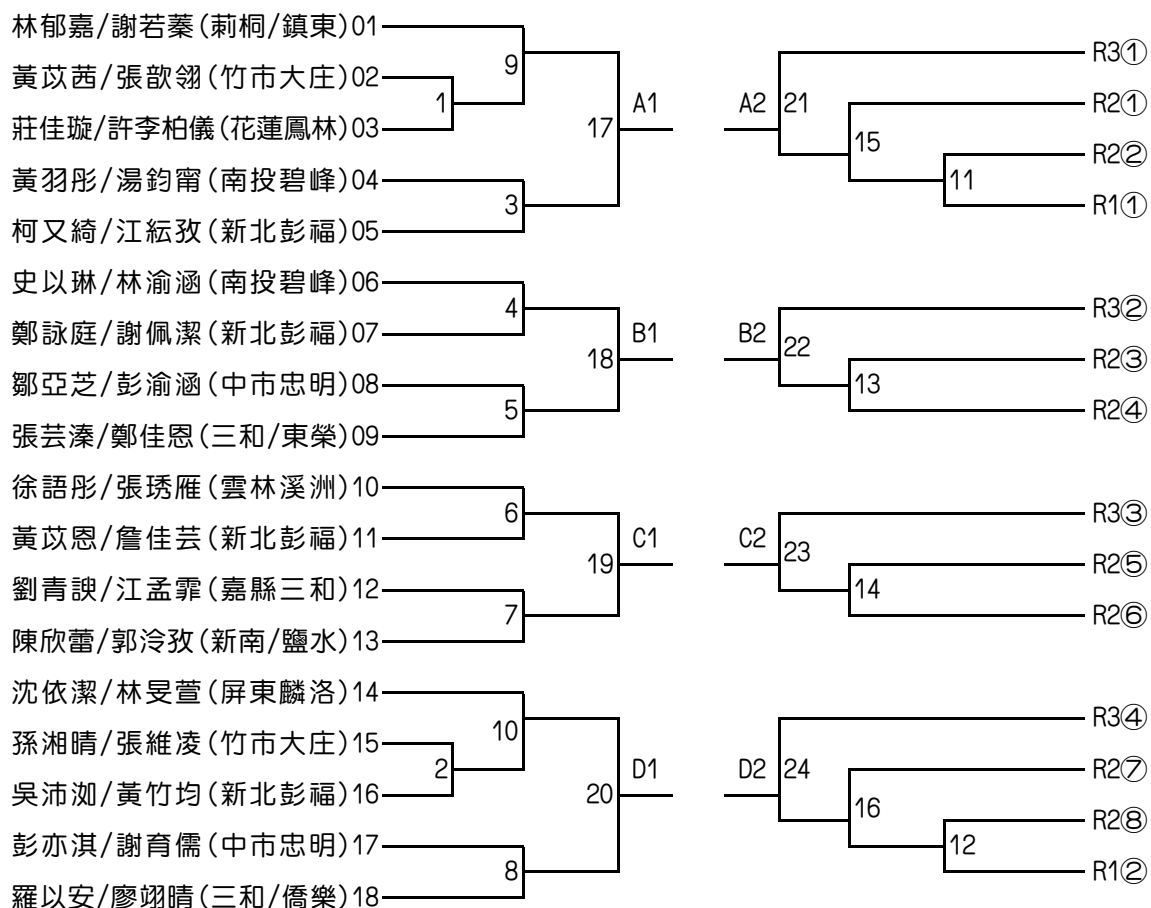 林郁嘉/謝若蓁(莿桐/鎮東)01
黃苡茜/張歆翎(竹市大庄)02
莊佳璇/許李柏儀(花蓮鳳林)03
黃羽彤/湯鈞甯(南投碧峰)04
柯又綺/江紜孜(新北彭福)05
史以琳/林渝涵(南投碧峰)06
鄭詠庭/謝佩潔(新北彭福)07
鄒亞芝/彭渝涵(中市忠明)08
張芸溱/鄭佳恩(三和/東榮)09
徐語彤/張琇雁(雲林溪洲)10
黃苡恩/詹佳芸(新北彭福)11
劉青諛/江孟霏(嘉縣三和)12
陳欣蕾/郭泠孜(新南/鹽水)13
沈依潔/林旻萱(屏東麟洛)14
孫湘晴/張維凌(竹市大庄)15
吳沛洳/黃竹均(新北彭福)16
彭亦淇/謝育儒(中市忠明)17
羅以安/廖翊晴(三和/僑樂)18
1
9
3
17
A1
4
5
18
B1
6
7
19
C1
2
10
8
20
D1
A2
21
15
11
R3①
R2①
R2②
R1①
B2
22
13
R3②
R2③
R2④
C2
23
14
R3③
R2⑤
R2⑥
D2
24
16
12
R3④
R2⑦
R2⑧
R1②